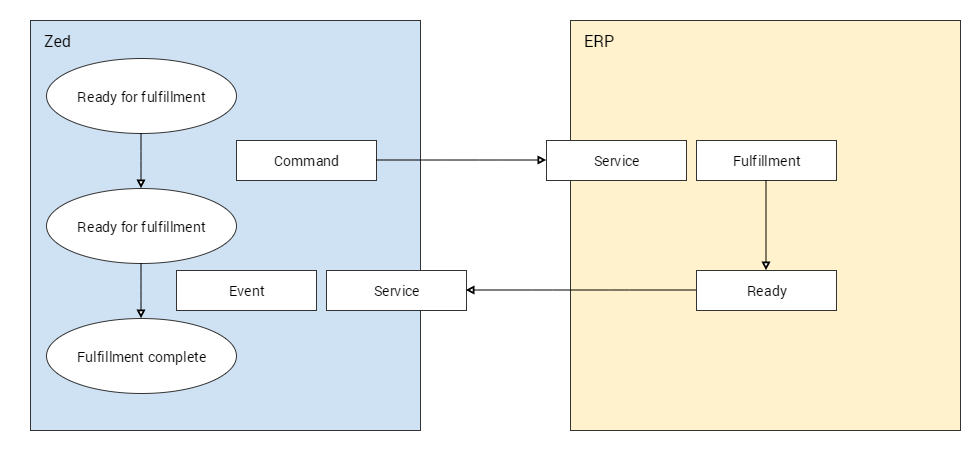 Zed
ERP
Ready for fulfillment
Command
Service
Fulfillment
Ready for fulfillment
Event
Service
Ready
Fulfillment complete